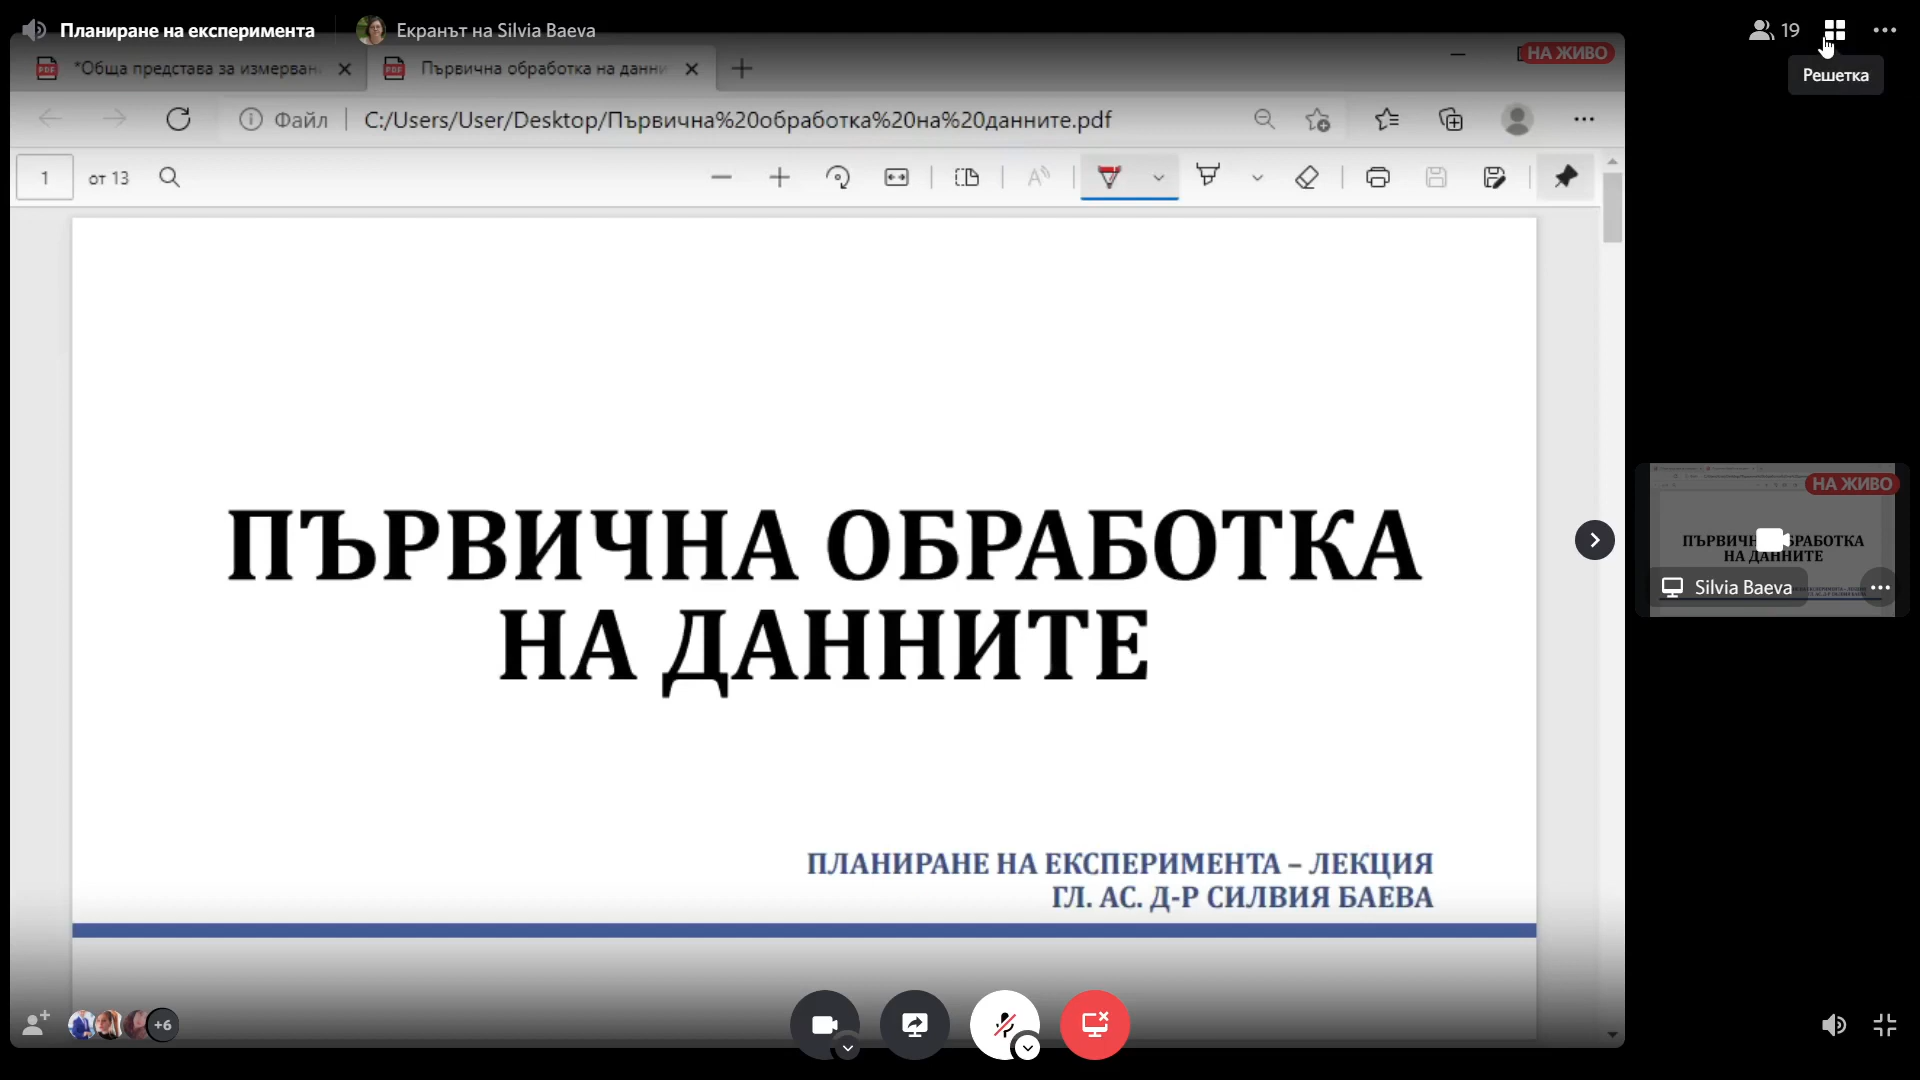 Планиране на експеримента
Екранът на Silvia Baeva
19
Решетка
НА ЖИВО
*Обща представа за измерван
Първична обработка на данни
Файл
C:/Users/User/Desktop/Първична%20обработка%20на%20данните.pdf
1
от 13
ПЪРВИЧНА ОБРАБОТКА
НА ДАННИТЕ
ПЛАНИРАНЕ НА ЕКСПЕРИМЕНТА – ЛЕКЦИЯ
ГЛ. АС. Д-Р СИЛВИЯ БАЕВА
НА ЖИВО
НА ДАННИТЕ
Silvia Baeva
+6